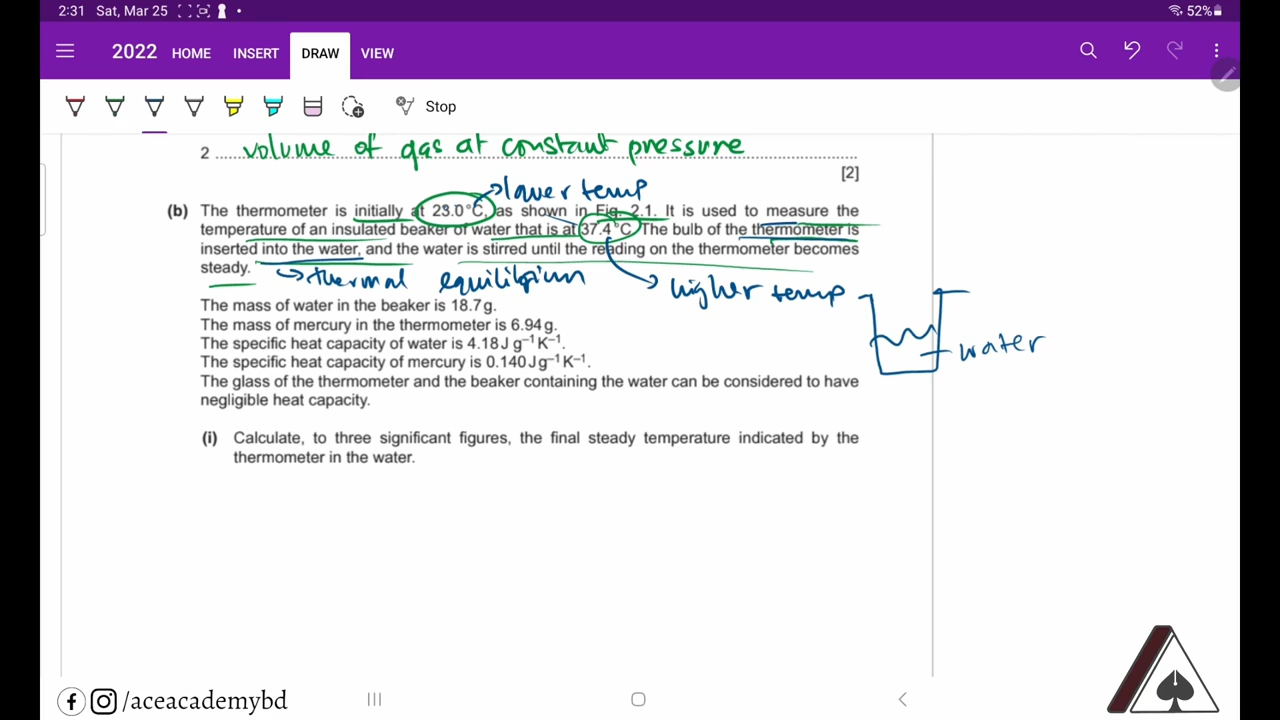 2:31 Sat, Mar 25 52%
2022 HOME INSERT DRAW VIEW
Stop
2 volume of gas at constant pressure
[2]
lower temp
(b) The thermometer is initially at 23.0°C, as shown in Fig. 2.1. It is used to measure the
temperature of an insulated beaker of water that is at 37.4°C. The bulb of the thermometer is
inserted into the water, and the water is stirred until the reading on the thermometer becomes
steady.
thermal equilibrium
higher temp
The mass of water in the beaker is 18.7g.
The mass of mercury in the thermometer is 6.94g.
The specific heat capacity of water is 4.18Jg⁻¹K⁻¹.
water
The specific heat capacity of mercury is 0.140Jg⁻¹K⁻¹.
The glass of the thermometer and the beaker containing the water can be considered to have
negligible heat capacity.
(i) Calculate, to three significant figures, the final steady temperature indicated by the
thermometer in the water.
/aceacademybd